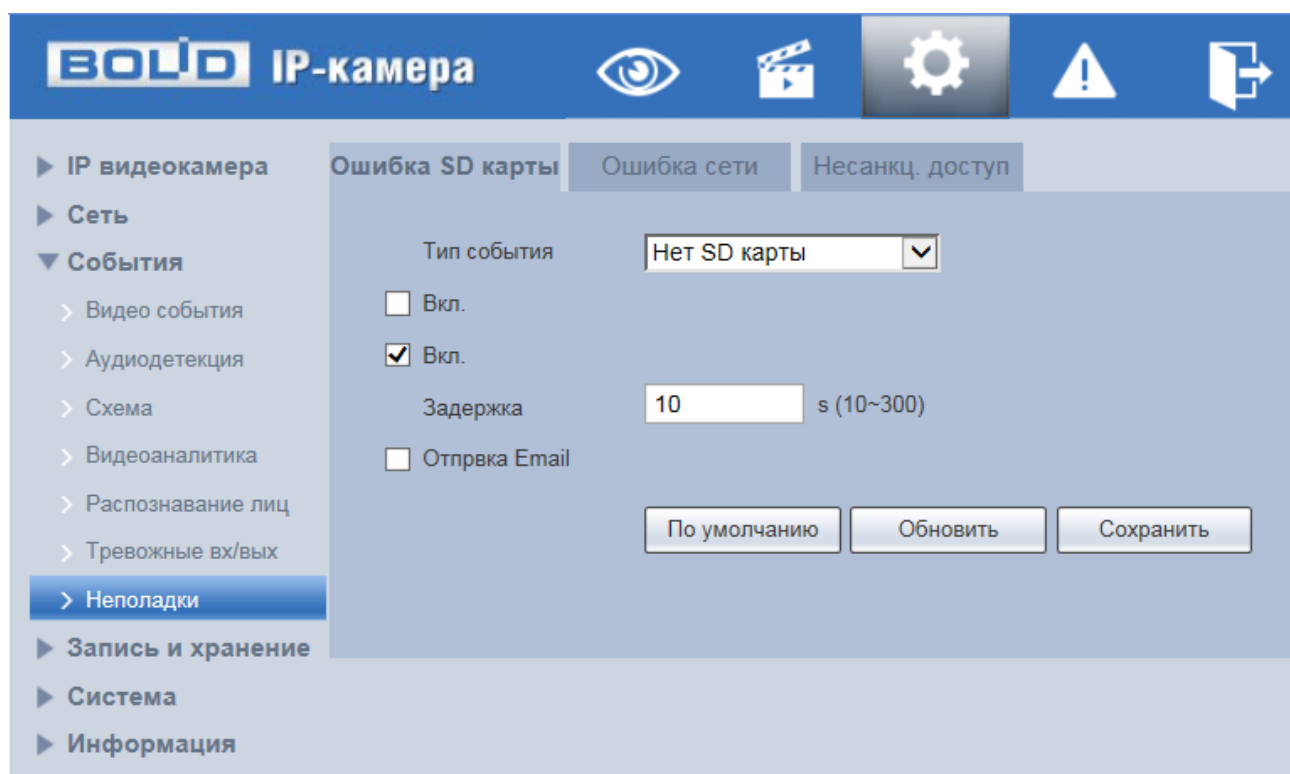 BOLID IP-камера
IP видеокамера
Сеть
События
Видео события
Аудиодетекция
Схема
Видеоаналитика
Распознавание лиц
Тревожные вх/вых
Неполадки
Запись и хранение
Система
Информация
Ошибка SD карты Ошибка сети Несанкц. доступ
Тип события Нет SD карты
Вкл.
Вкл.
Задержка 10 s (10~300)
Отпрвка Email
По умолчанию Обновить Сохранить